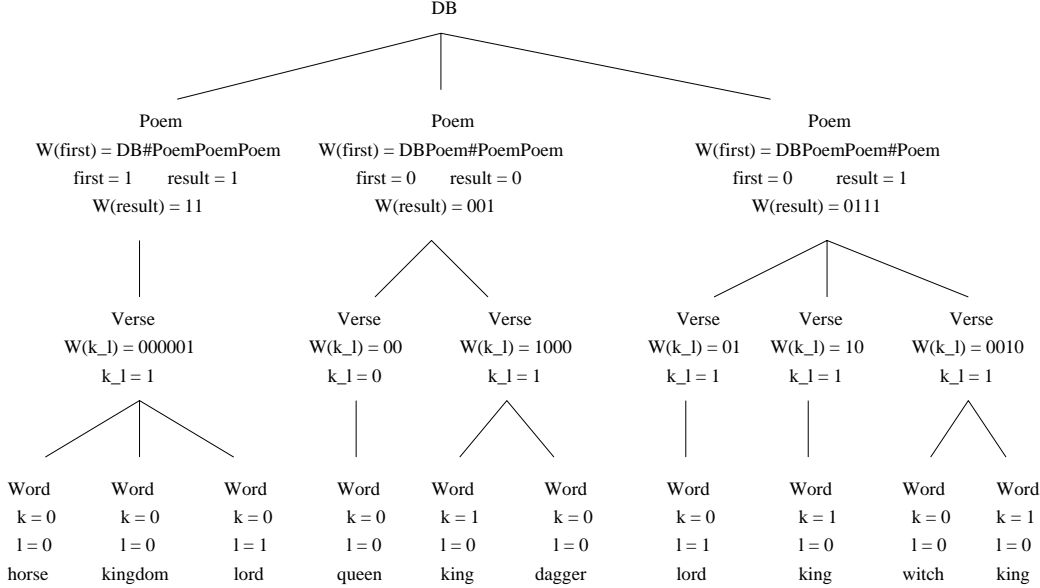 DB
Poem Poem Poem
W(first) = DB#PoemPoemPoem W(first) = DBPoem#PoemPoem W(first) = DBPoemPoem#Poem
first = 1 result = 1 first = 0 result = 0 first = 0 result = 1
W(result) = 11 W(result) = 001 W(result) = 0111
Verse Verse Verse Verse Verse Verse
W(k_l) = 000001 W(k_l) = 00 W(k_l) = 1000 W(k_l) = 01 W(k_l) = 10 W(k_l) = 0010
k_l = 1 k_l = 0 k_l = 1 k_l = 1 k_l = 1 k_l = 1
Word Word Word Word Word Word Word Word Word Word
k = 0 k = 0 k = 0 k = 0 k = 1 k = 0 k = 0 k = 1 k = 0 k = 1
l = 0 l = 0 l = 1 l = 0 l = 0 l = 0 l = 1 l = 0 l = 0 l = 0
horse kingdom lord queen king dagger lord king witch king